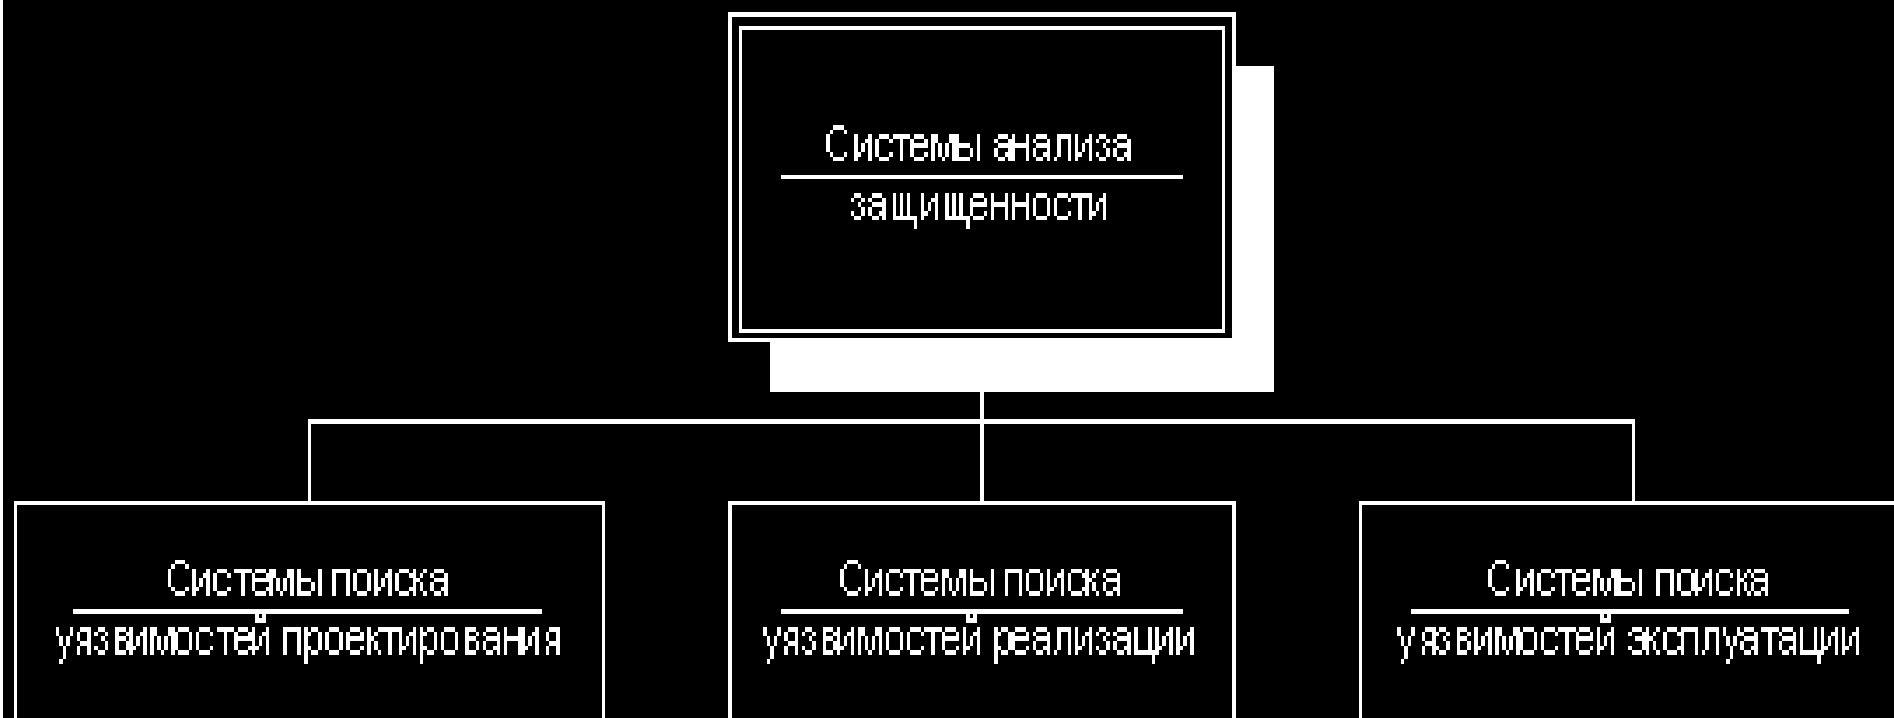 Системы анализа
защищенности
Системы поиска
уязвимостей проектирования
Системы поиска
уязвимостей реализации
Системы поиска
уязвимостей эксплуатации